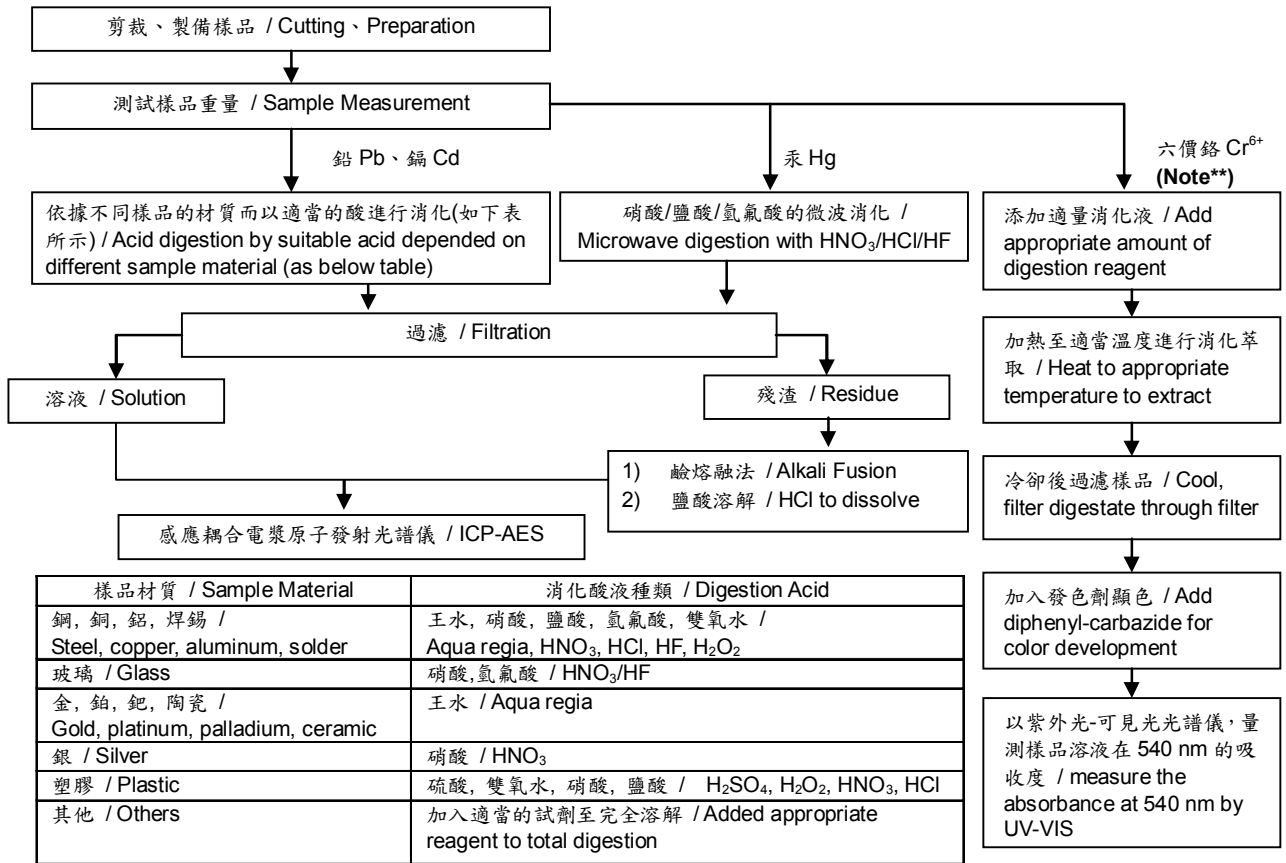 剪裁、製備樣品 / Cutting、Preparation
測試樣品重量 / Sample Measurement
鉛 Pb、鎘 Cd
汞 Hg
六價鉻 Cr6+
(Note**)
依據不同樣品的材質而以適當的酸進行消化(如下表
所示) / Acid digestion by suitable acid depended on
different sample material (as below table)
硝酸/鹽酸/氫氟酸的微波消化 /
Microwave digestion with HNO3/HCl/HF
添加適量消化液 / Add
appropriate amount of
digestion reagent
過濾 / Filtration
加熱至適當溫度進行消化萃
取 / Heat to appropriate
temperature to extract
溶液 / Solution
殘渣 / Residue
1) 鹼熔融法 / Alkali Fusion
2) 鹽酸溶解 / HCl to dissolve
冷卻後過濾樣品 / Cool,
filter digestate through filter
感應耦合電漿原子發射光譜儀 / ICP-AES
加入發色劑顯色 / Add
diphenyl-carbazide for
color development
以紫外光-可見光光譜儀，量
測樣品溶液在 540 nm 的吸
收度 / measure the
absorbance at 540 nm by
UV-VIS
樣品材質 / Sample Material
消化酸液種類 / Digestion Acid
鋼, 銅, 鋁, 焊錫 /
Steel, copper, aluminum, solder
王水, 硝酸, 鹽酸, 氫氟酸, 雙氧水 /
Aqua regia, HNO3, HCl, HF, H2O2
玻璃 / Glass
硝酸,氫氟酸 / HNO3/HF
金, 鉑, 鈀, 陶瓷 /
Gold, platinum, palladium, ceramic
王水 / Aqua regia
銀 / Silver
硝酸 / HNO3
塑膠 / Plastic
硫酸, 雙氧水, 硝酸, 鹽酸 / H2SO4, H2O2, HNO3, HCl
其他 / Others
加入適當的試劑至完全溶解 / Added appropriate
reagent to total digestion